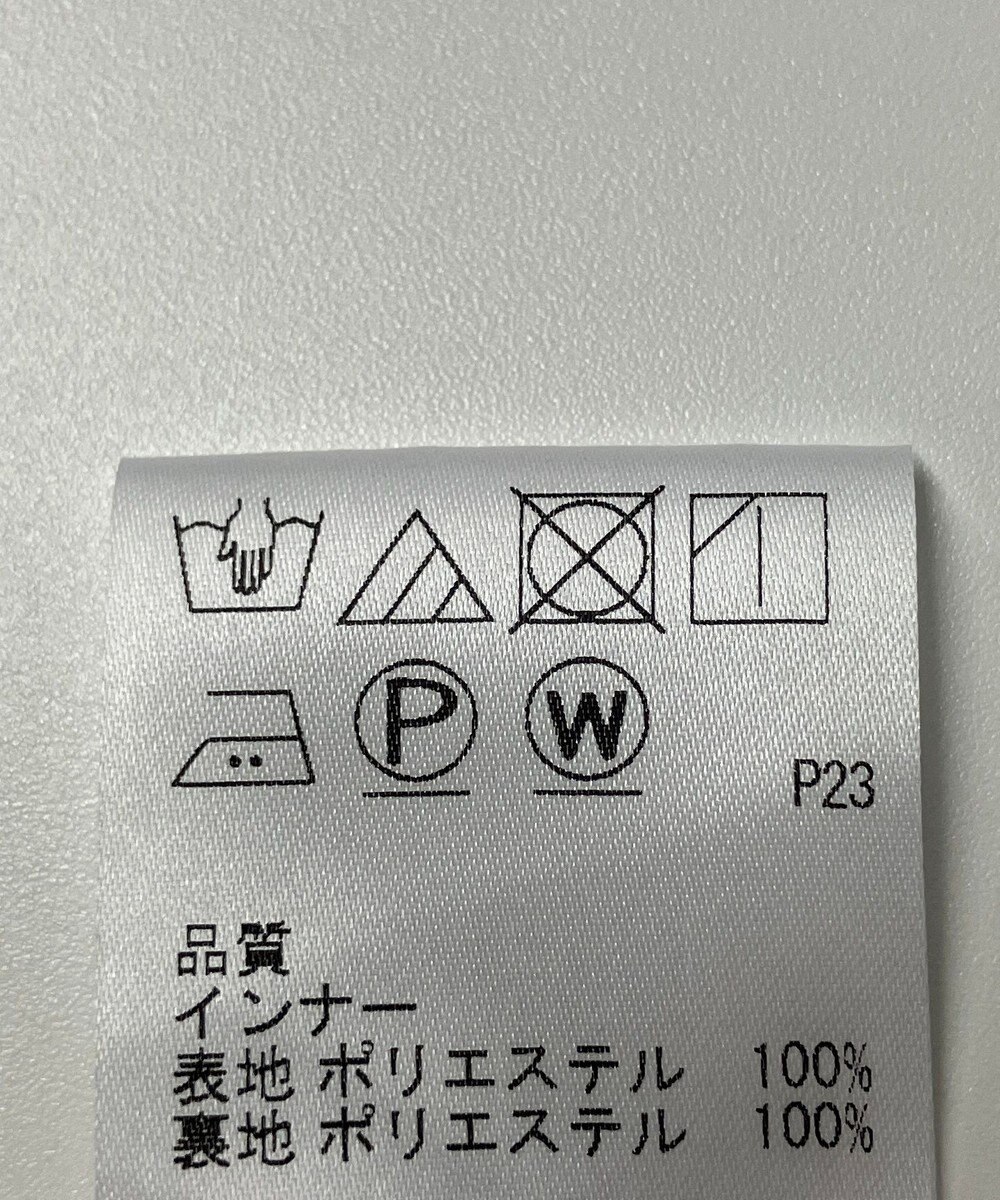 P W
P23
品質
インナー
表地 ポリエステル 100%
裏地 ポリエステル 100%